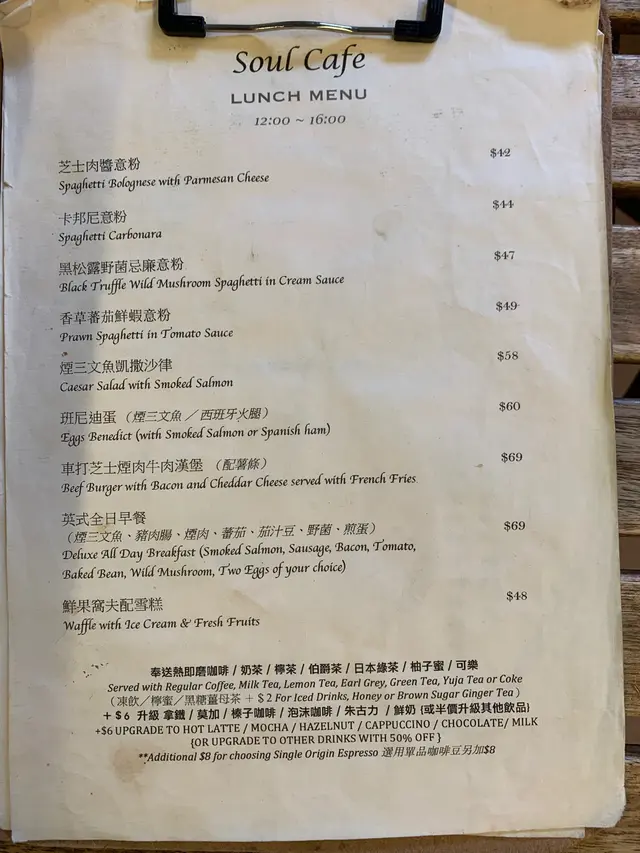 Soul Cafe
LUNCH MENU
12:00 ~ 16:00
芝士肉醬意粉 $42
Spaghetti Bolognese with Parmesan Cheese
卡邦尼意粉 $44
Spaghetti Carbonara
黑松露野菌忌廉意粉 $47
Black Truffle Wild Mushroom Spaghetti in Cream Sauce
香草蕃茄鮮蝦意粉 $49
Prawn Spaghetti in Tomato Sauce
煙三文魚凱撒沙律 $58
Caesar Salad with Smoked Salmon
班尼迪蛋 (煙三文魚 / 西班牙火腿) $60
Eggs Benedict (with Smoked Salmon or Spanish ham)
車打芝士煙肉牛肉漢堡 (配薯條) $69
Beef Burger with Bacon and Cheddar Cheese served with French Fries
英式全日早餐 $69
(煙三文魚、豬肉腸、煙肉、蕃茄、茄汁豆、野菌、煎蛋)
Deluxe All Day Breakfast (Smoked Salmon, Sausage, Bacon, Tomato,
Baked Bean, Wild Mushroom, Two Eggs of your choice)
鮮果窩夫配雪糕 $48
Waffle with Ice Cream & Fresh Fruits
奉送熱即磨咖啡 / 奶茶 / 檸茶 / 伯爵茶 / 日本綠茶 / 柚子蜜 / 可樂
Served with Regular Coffee, Milk Tea, Lemon Tea, Earl Grey, Green Tea, Yuja Tea or Coke
(凍飲／檸蜜／黑糖薑母茶 + $2 For Iced Drinks, Honey or Brown Sugar Ginger Tea)
+$6 升級 拿鐵 / 莫加 / 榛子咖啡 / 泡沫咖啡 / 朱古力 / 鮮奶 (或半價升級其他飲品)
+$6 UPGRADE TO HOT LATTE / MOCHA / HAZELNUT / CAPPUCCINO / CHOCOLATE/ MILK
{OR UPGRADE TO OTHER DRINKS WITH 50% OFF }
**Additional $8 for choosing Single Origin Espresso 選用單品咖啡豆另加$8